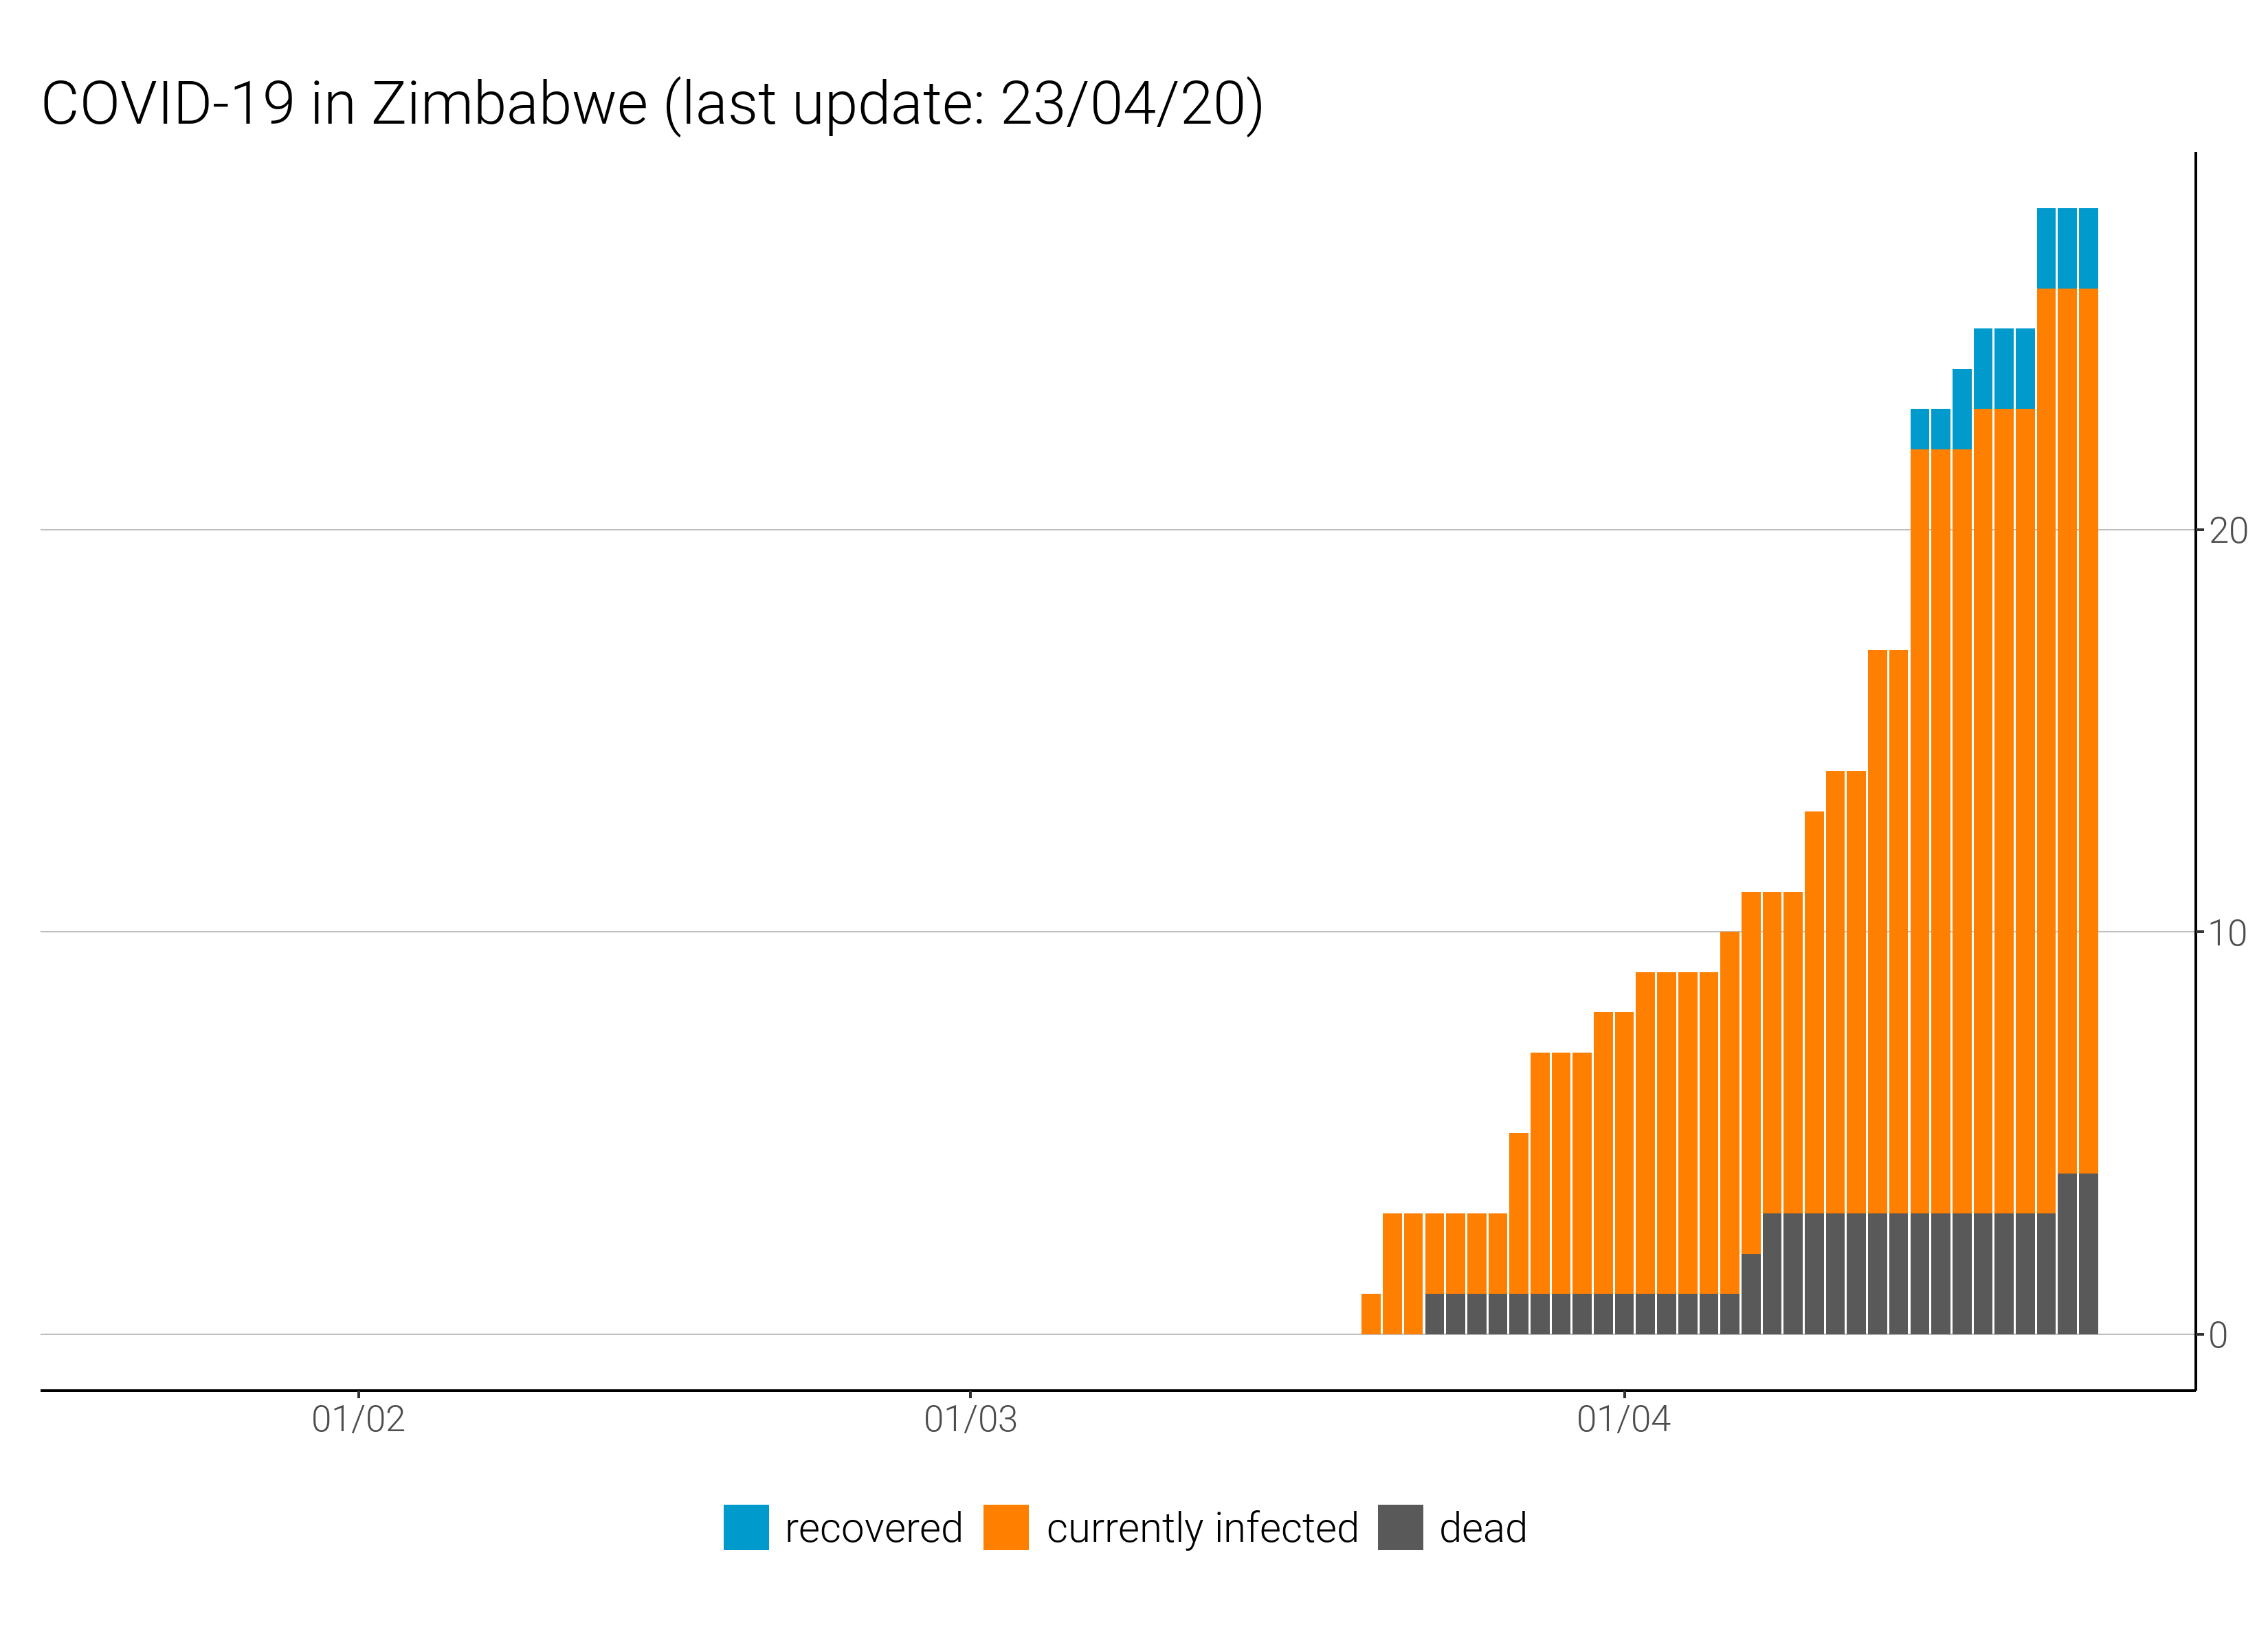 COVID-19 in Zimbabwe (last update: 23/04/20)
20
10
0
01/02 01/03 01/04
recovered currently infected dead